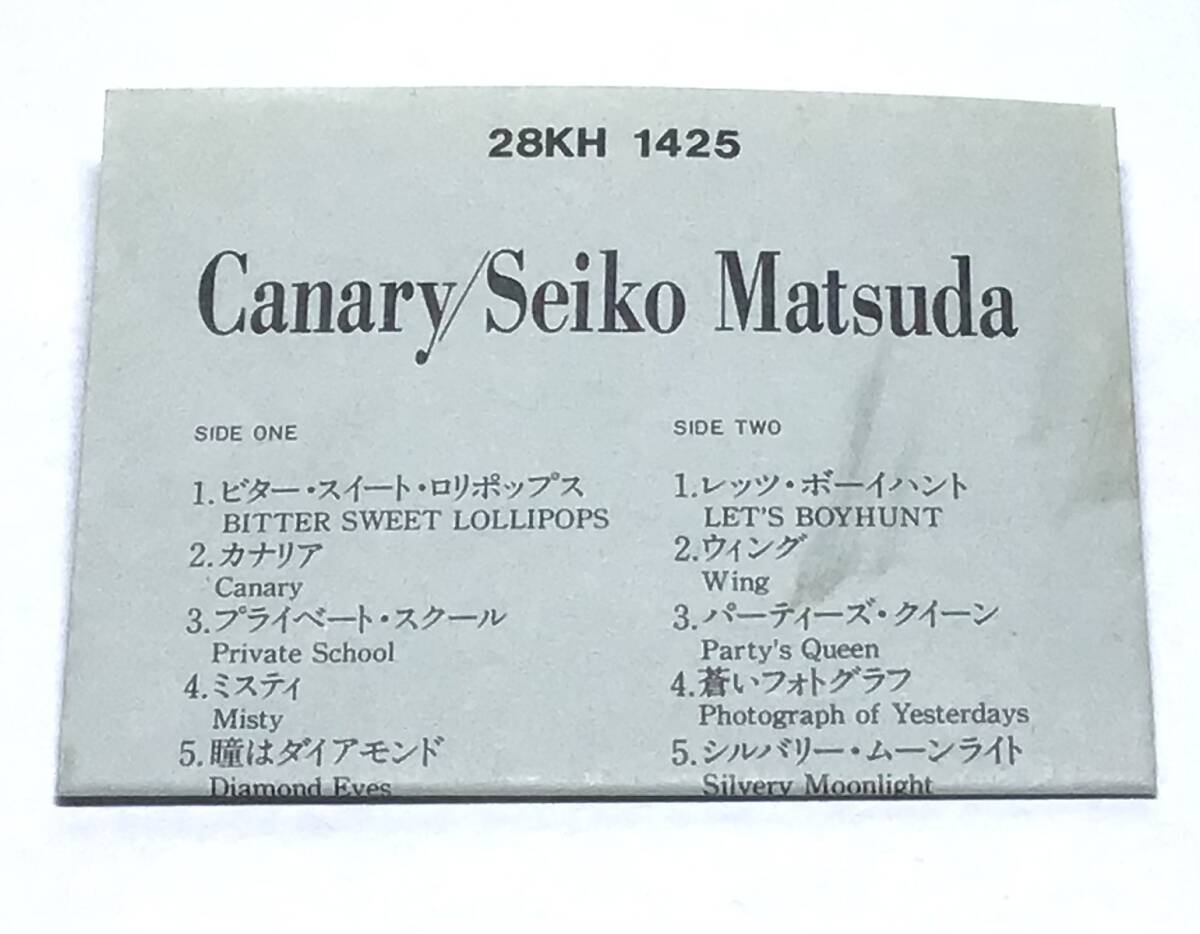 28KH 1425
Canary/Seiko Matsuda
SIDE ONE
1.ビター・スイート・ロリポップス
BITTER SWEET LOLLIPOPS
2.カナリア
Canary
3.プライベート・スクール
Private School
4.ミスティ
Misty
5.瞳はダイアモンド
Diamond Eyes
SIDE TWO
1.レッツ・ボーイハント
LET'S BOYHUNT
2.ウィング
Wing
3.パーティーズ・クイーン
Party's Queen
4.蒼いフォトグラフ
Photograph of Yesterdays
5.シルバリー・ムーンライト
Silvery Moonlight